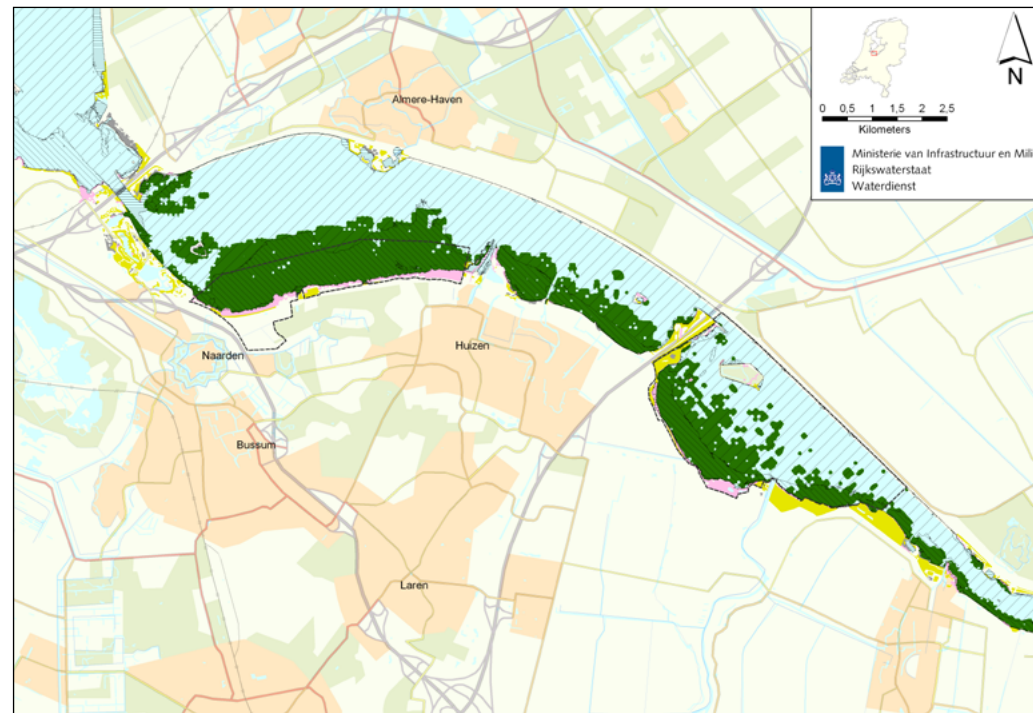 Almere-Haven
N
0 0,5 1 1,5 2 2,5
Kilometers
Ministerie van Infrastructuur en Mili
Rijkswaterstaat
Waterdienst
Naarden
Huizen
Bussum
Laren